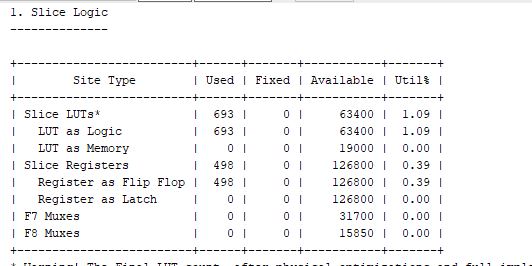 1. Slice Logic
--------------
+----------------------------+------+-------+-----------+-------+
|          Site Type         | Used | Fixed | Available | Util% |
+----------------------------+------+-------+-----------+-------+
| Slice LUTs*                |  693 |     0 |     63400 |  1.09 |
|   LUT as Logic             |  693 |     0 |     63400 |  1.09 |
|   LUT as Memory            |    0 |     0 |     19000 |  0.00 |
| Slice Registers            |  498 |     0 |    126800 |  0.39 |
|   Register as Flip Flop    |  498 |     0 |    126800 |  0.39 |
|   Register as Latch        |    0 |     0 |    126800 |  0.00 |
| F7 Muxes                   |    0 |     0 |     31700 |  0.00 |
| F8 Muxes                   |    0 |     0 |     15850 |  0.00 |
+----------------------------+------+-------+-----------+-------+
* Warning! The Final LUT count, after physical optimizations and full